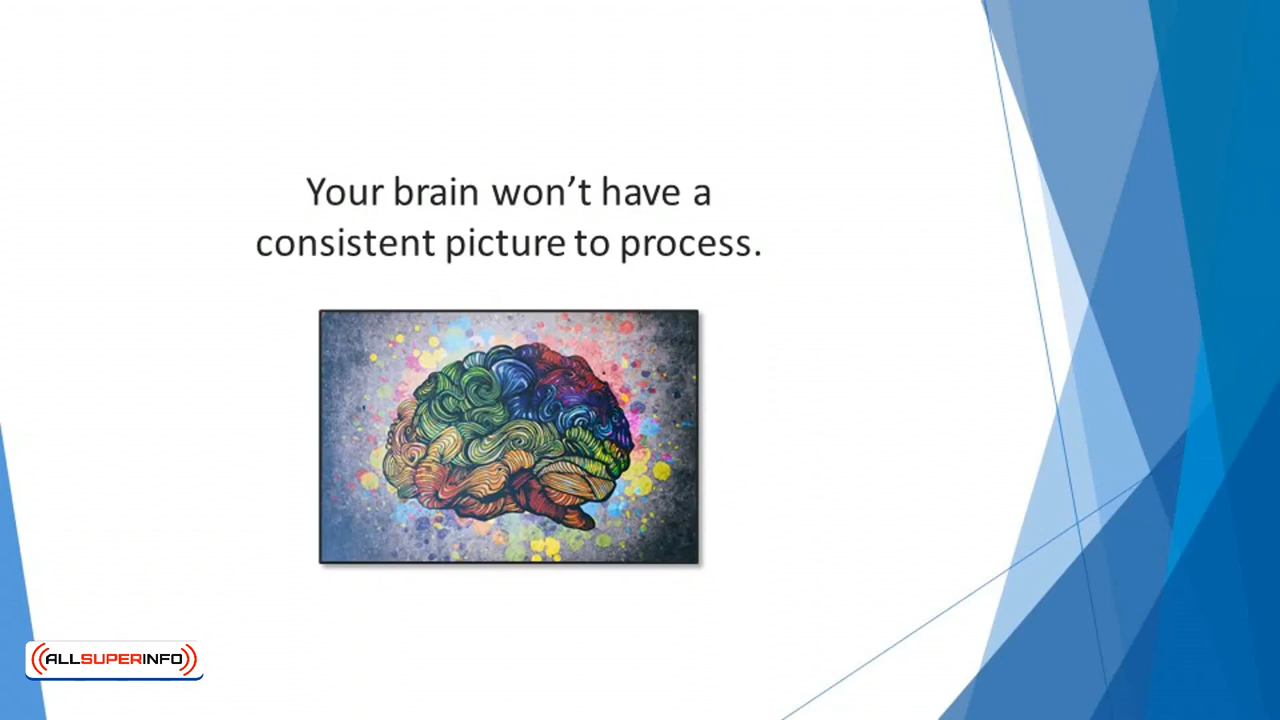 Your brain won’t have a
consistent picture to process.
ALLSUPERINFO